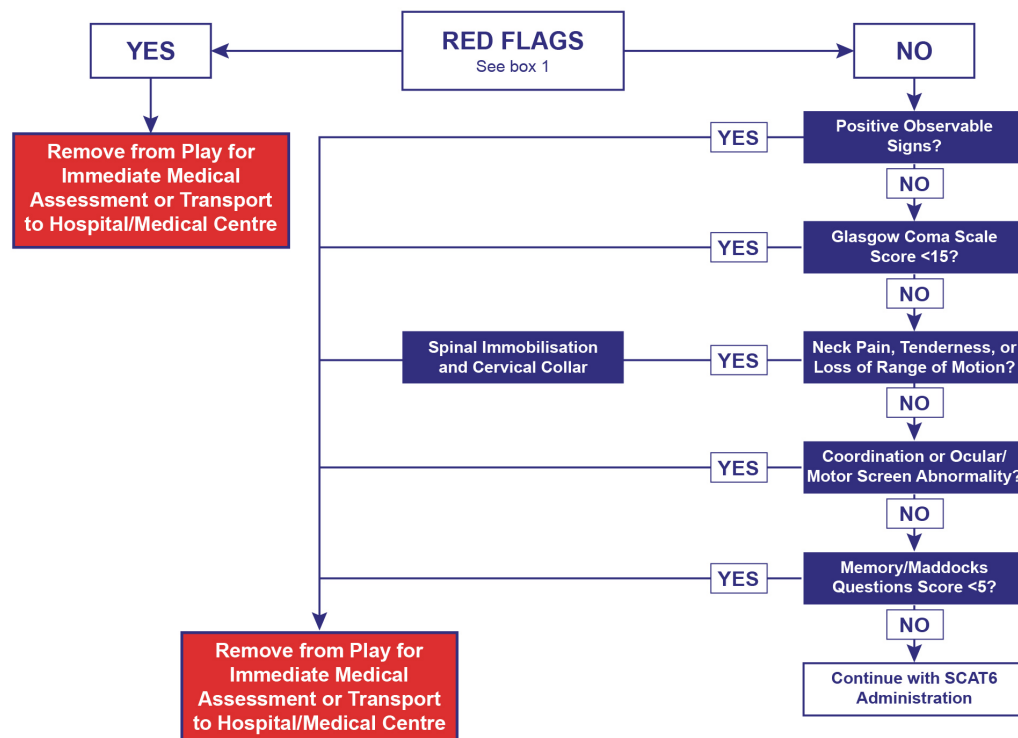 YES
RED FLAGS
See box 1
NO
Remove from Play for
Immediate Medical
Assessment or Transport
to Hospital/Medical Centre
YES
Positive Observable
Signs?
NO
YES
Glasgow Coma Scale
Score <15?
NO
Spinal Immobilisation
and Cervical Collar
YES
Neck Pain, Tenderness, or
Loss of Range of Motion?
NO
YES
Coordination or Ocular/
Motor Screen Abnormality?
NO
YES
Memory/Maddocks
Questions Score <5?
NO
Remove from Play for
Immediate Medical
Assessment or Transport
to Hospital/Medical Centre
Continue with SCAT6
Administration